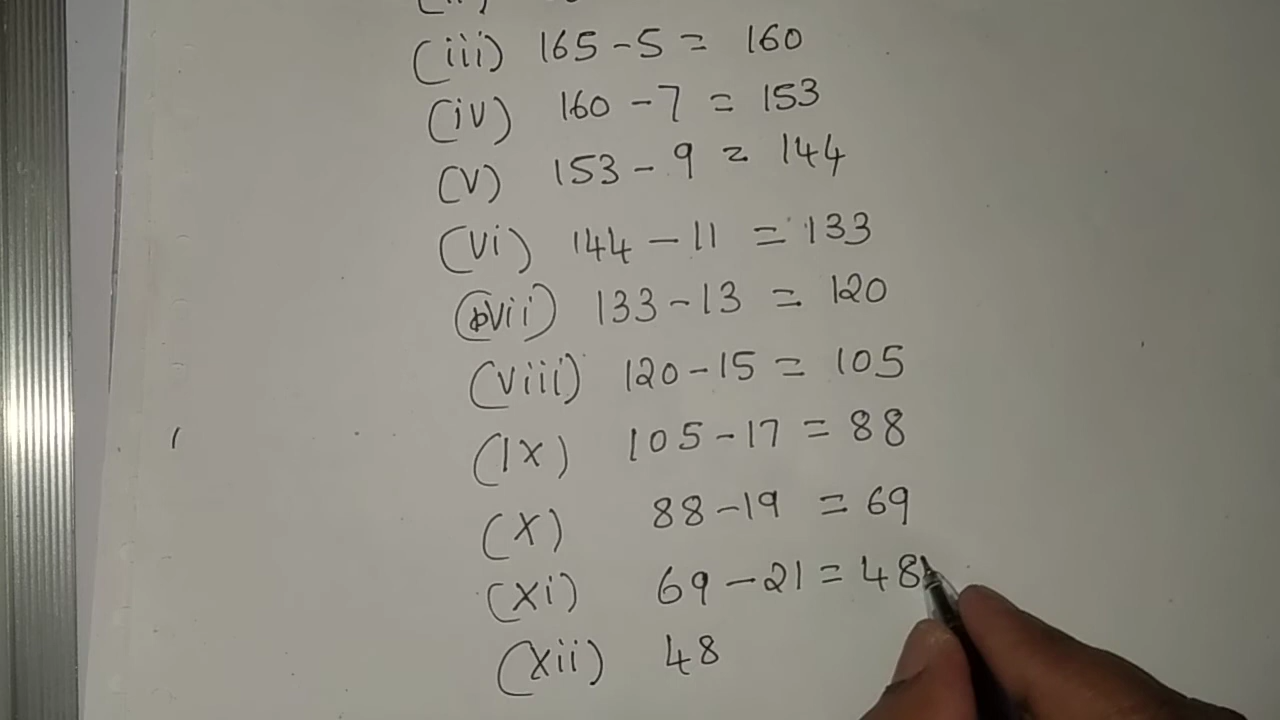 (iii) 165 - 5 = 160
(iv) 160 - 7 = 153
(v) 153 - 9 = 144
(vi) 144 - 11 = 133
(vii) 133 - 13 = 120
(viii) 120 - 15 = 105
(ix) 105 - 17 = 88
(x) 88 - 19 = 69
(xi) 69 - 21 = 48
(xii) 48